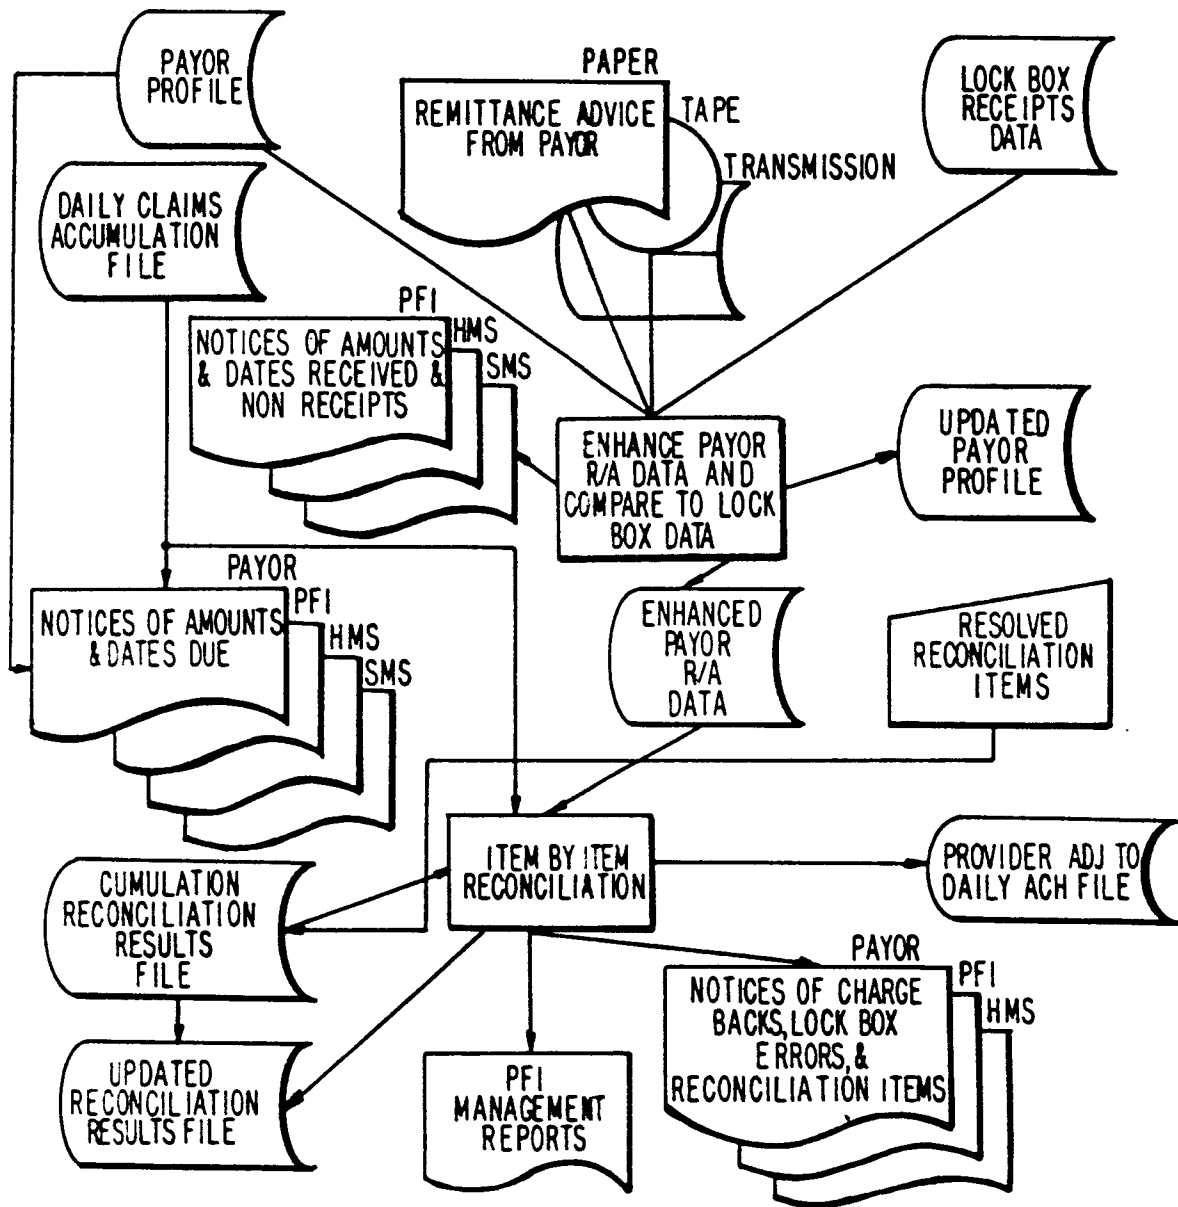 PAYOR
PROFILE
PAPER
REMITTANCE ADVICE
FROM PAYOR
TAPE
TRANSMISSION
LOCK BOX
RECEIPTS
DATA
DAILY CLAIMS
ACCUMULATION
FILE
PFI
HMS
SMS
NOTICES OF AMOUNTS
& DATES RECEIVED &
NON RECEIPTS
ENHANCE PAYOR
R/A DATA AND
COMPARE TO LOCK
BOX DATA
UPDATED
PAYOR
PROFILE
PAYOR
PFI
HMS
SMS
NOTICES OF AMOUNTS
& DATES DUE
ENHANCED
PAYOR
R/A
DATA
RESOLVED
RECONCILIATION
ITEMS
CUMULATION
RECONCILIATION
RESULTS
FILE
ITEM BY ITEM
RECONCILIATION
PROVIDER ADJ TO
DAILY ACH FILE
UPDATED
RECONCILIATION
RESULTS FILE
PFI
MANAGEMENT
REPORTS
PAYOR
PFI
HMS
NOTICES OF CHARGE
BACKS, LOCK BOX
ERRORS, &
RECONCILIATION ITEMS